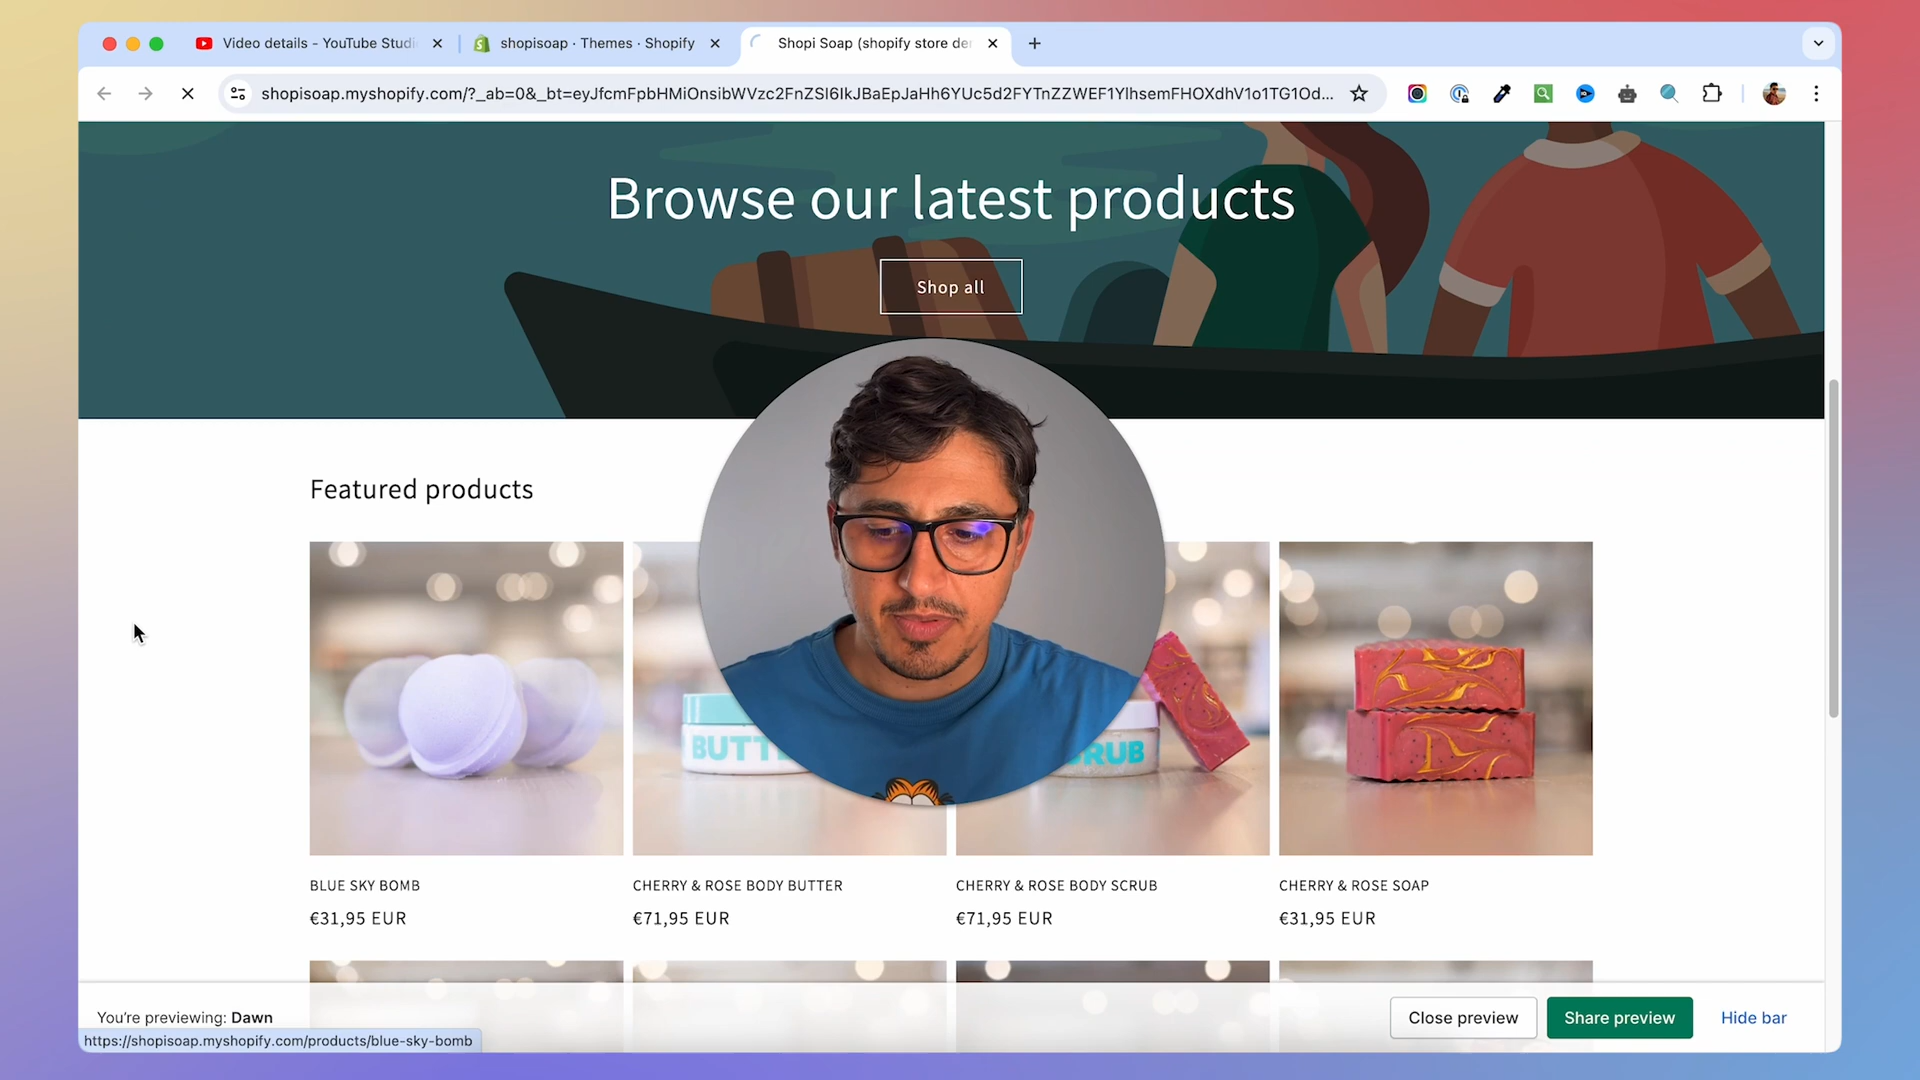 Video details - YouTube Studi
shopisoap · Themes · Shopify
Shopi Soap (shopify store de
shopisoap.myshopify.com/?_ab=0&_bt=eyJfcmFpbHMiOnsibWVzc2FnZSI6IkJBaEpJaHh6YUc5d2FYTnZZWEF1YlhsemFHOXdhV1o1TG1Od...
Browse our latest products
Shop all
Featured products
BUTT
RUB
BLUE SKY BOMB
CHERRY & ROSE BODY BUTTER
CHERRY & ROSE BODY SCRUB
CHERRY & ROSE SOAP
€31,95 EUR
€71,95 EUR
€71,95 EUR
€31,95 EUR
You're previewing: Dawn
Close preview
Share preview
Hide bar
https://shopisoap.myshopify.com/products/blue-sky-bomb